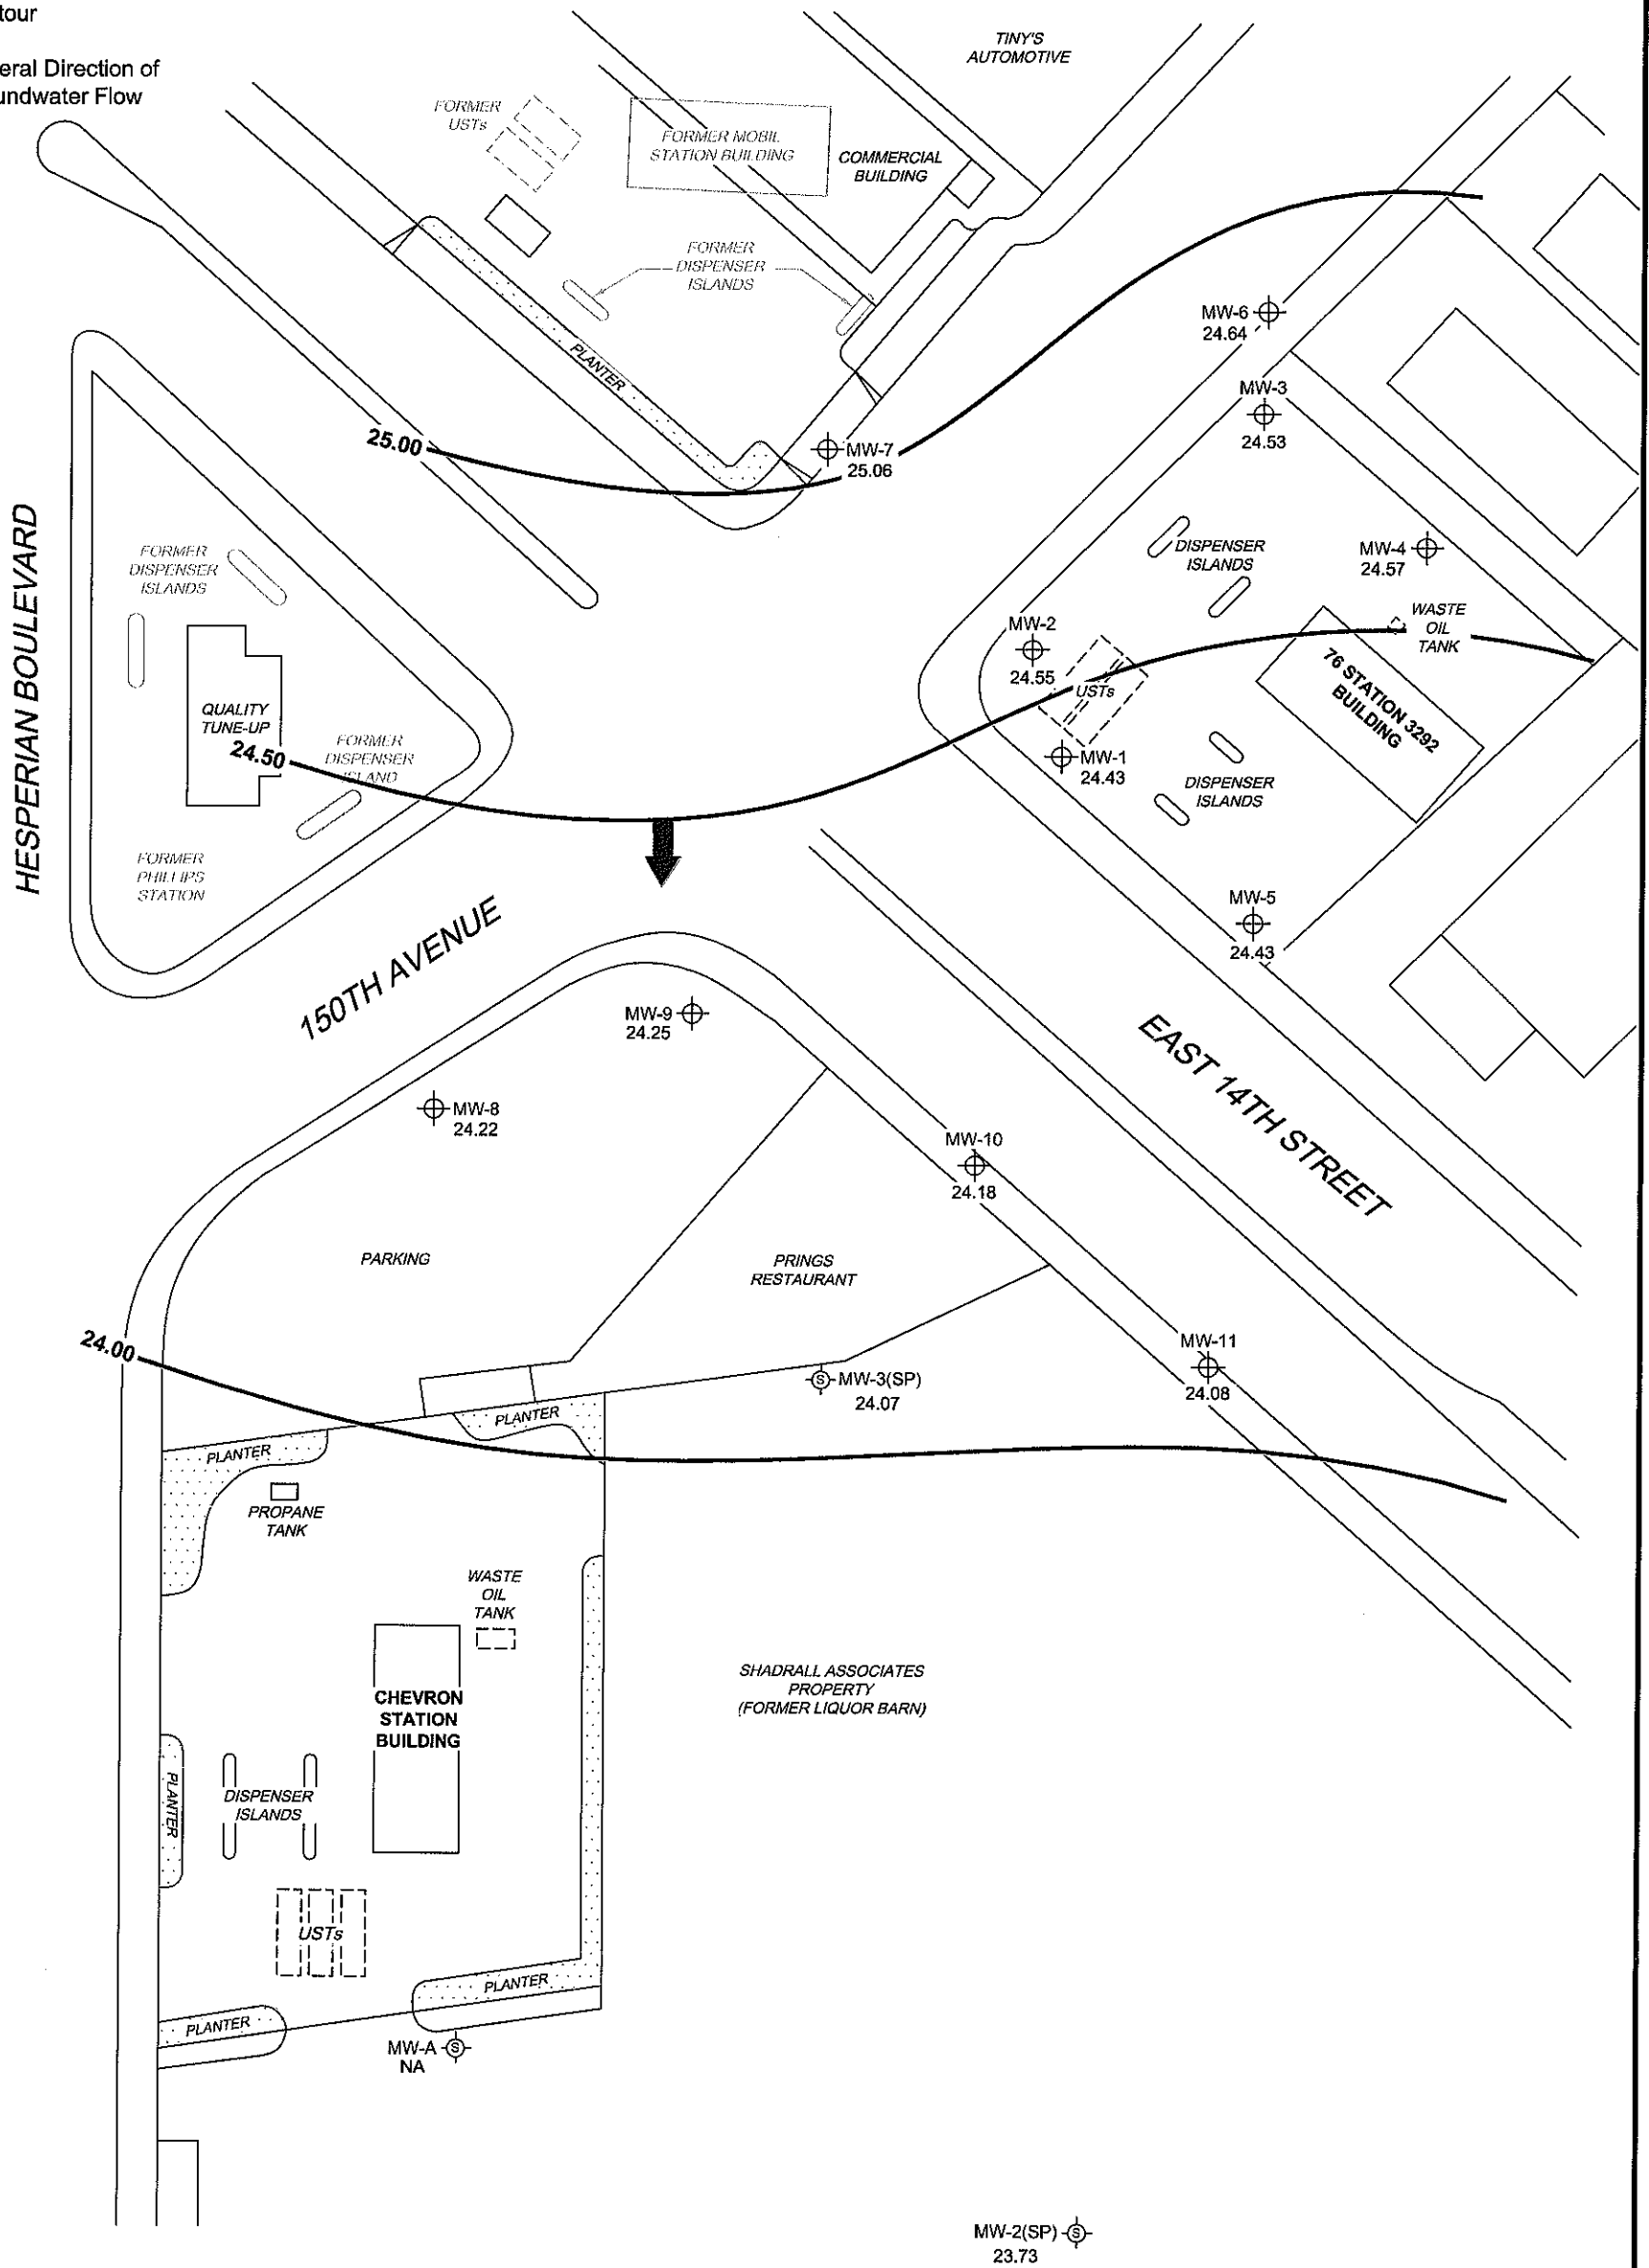 tour
eral Direction of
undwater Flow
TINY'S
AUTOMOTIVE
FORMER
USTs
FORMER MOBIL
STATION BUILDING
COMMERCIAL
BUILDING
FORMER
DISPENSER
ISLANDS
PLANTER
MW-6
24.64
MW-3
24.53
25.00
MW-7
25.06
HESPERIAN BOULEVARD
FORMER
DISPENSER
ISLANDS
DISPENSER
ISLANDS
MW-4
24.57
WASTE
OIL
TANK
MW-2
24.55
USTs
76 STATION 3292
BUILDING
QUALITY
TUNE-UP
24.50
FORMER
DISPENSER
ISLAND
MW-1
24.43
DISPENSER
ISLANDS
FORMER
PHILLIPS
STATION
MW-5
24.43
150TH AVENUE
MW-9
24.25
EAST 14TH STREET
MW-8
24.22
MW-10
24.18
PARKING
PRINGS
RESTAURANT
24.00
MW-11
24.08
MW-3(SP)
24.07
PLANTER
PLANTER
PROPANE
TANK
WASTE
OIL
TANK
SHADRALL ASSOCIATES
PROPERTY
(FORMER LIQUOR BARN)
CHEVRON
STATION
BUILDING
PLANTER
DISPENSER
ISLANDS
USTs
PLANTER
PLANTER
MW-A
NA
MW-2(SP)
23.73